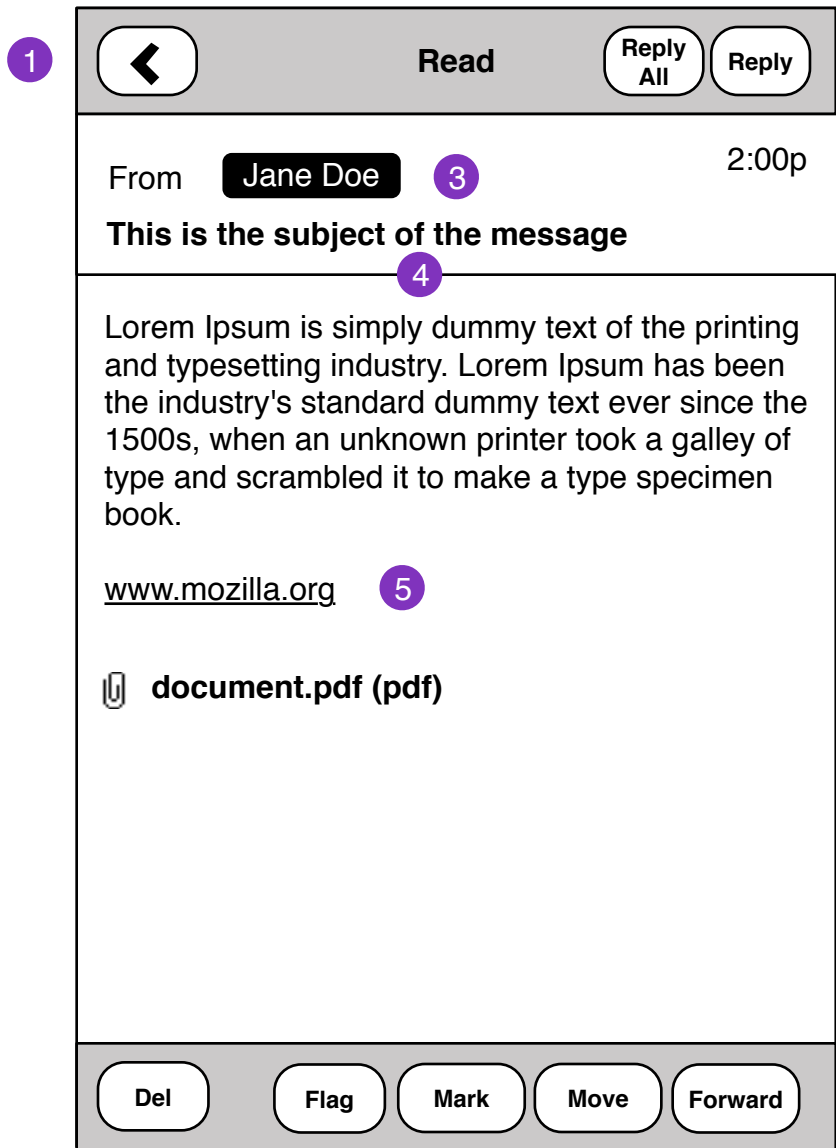 1
Read
Reply All
Reply
From Jane Doe 3 2:00p
This is the subject of the message
4
Lorem Ipsum is simply dummy text of the printing
and typesetting industry. Lorem Ipsum has been
the industry's standard dummy text ever since the
1500s, when an unknown printer took a galley of
type and scrambled it to make a type specimen
book.
www.mozilla.org 5
document.pdf (pdf)
Del Flag Mark Move Forward